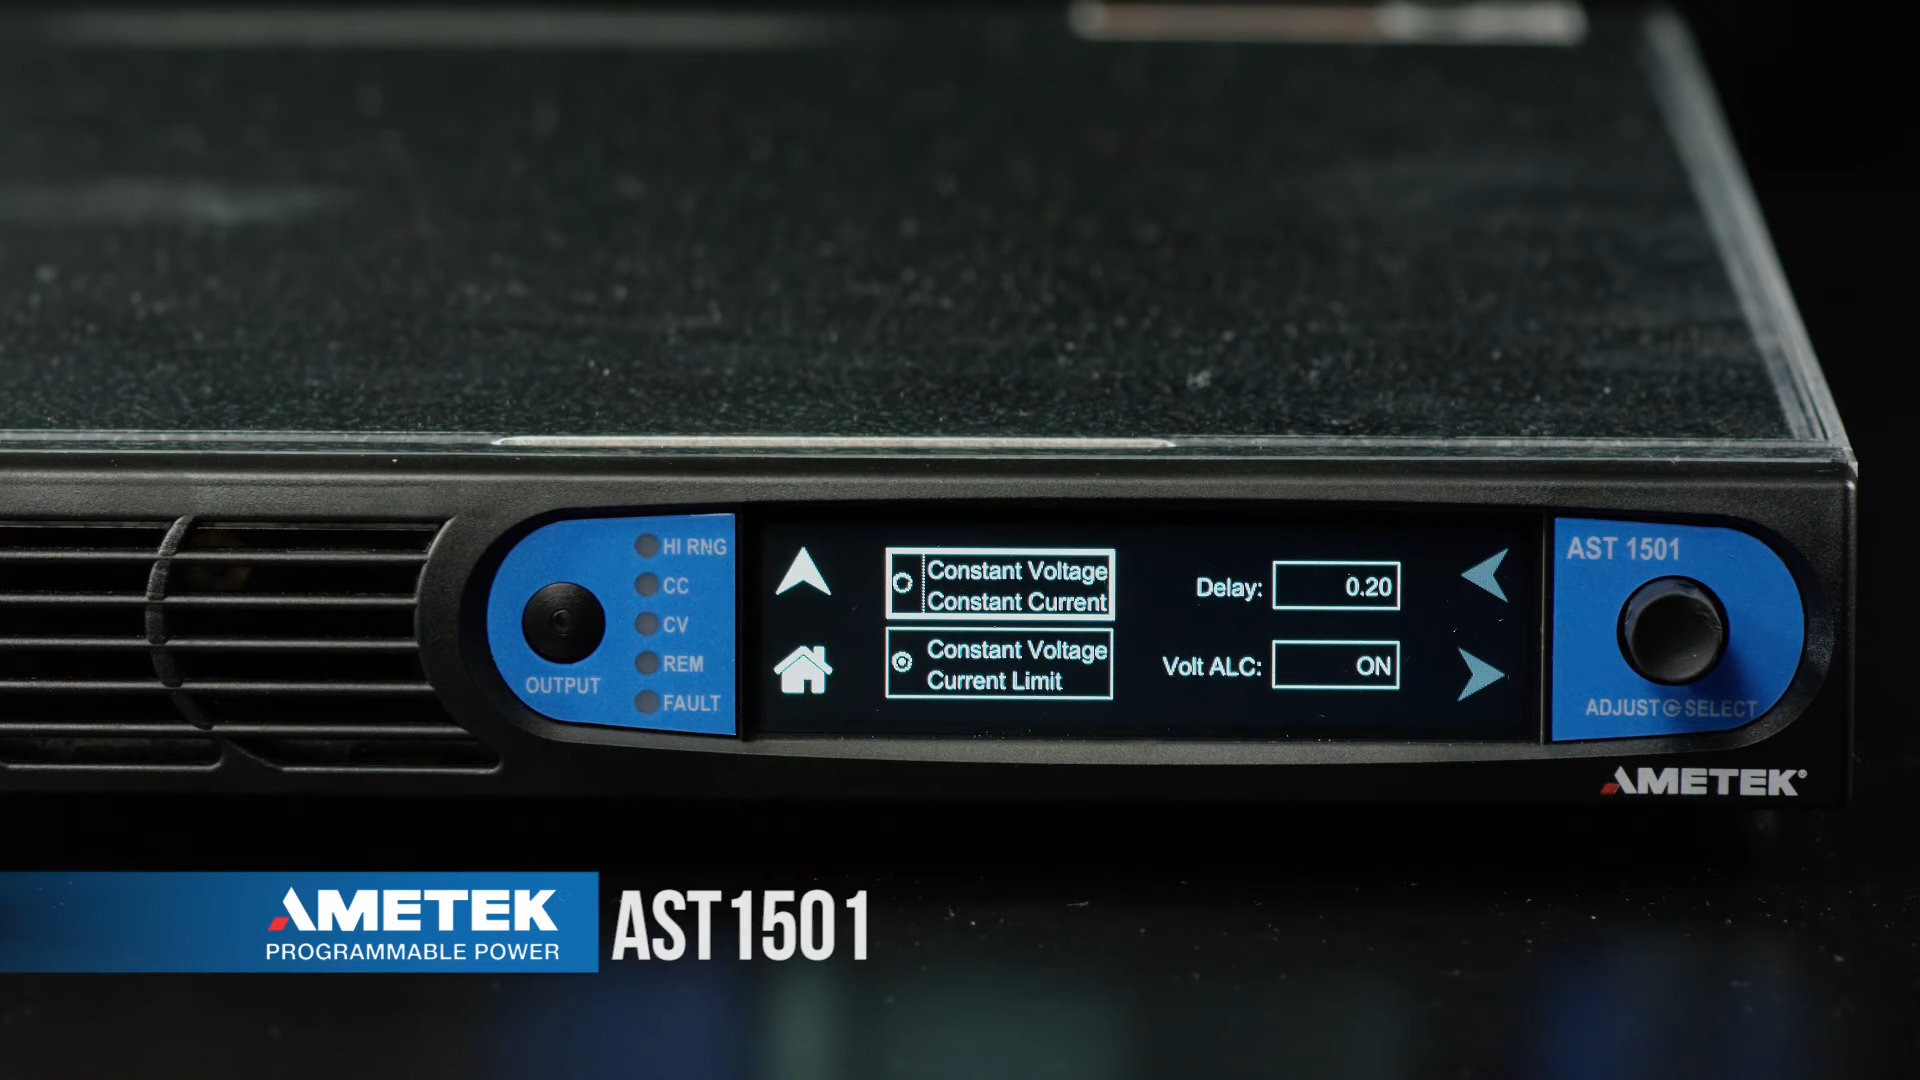 HI RNG
CC
CV
REM
FAULT
OUTPUT
Constant Voltage
Constant Current
Constant Voltage
Current Limit
Delay: 0.20
Volt ALC: ON
AST 1501
ADJUST SELECT
AMETEK®
AMETEK
PROGRAMMABLE POWER
AST1501